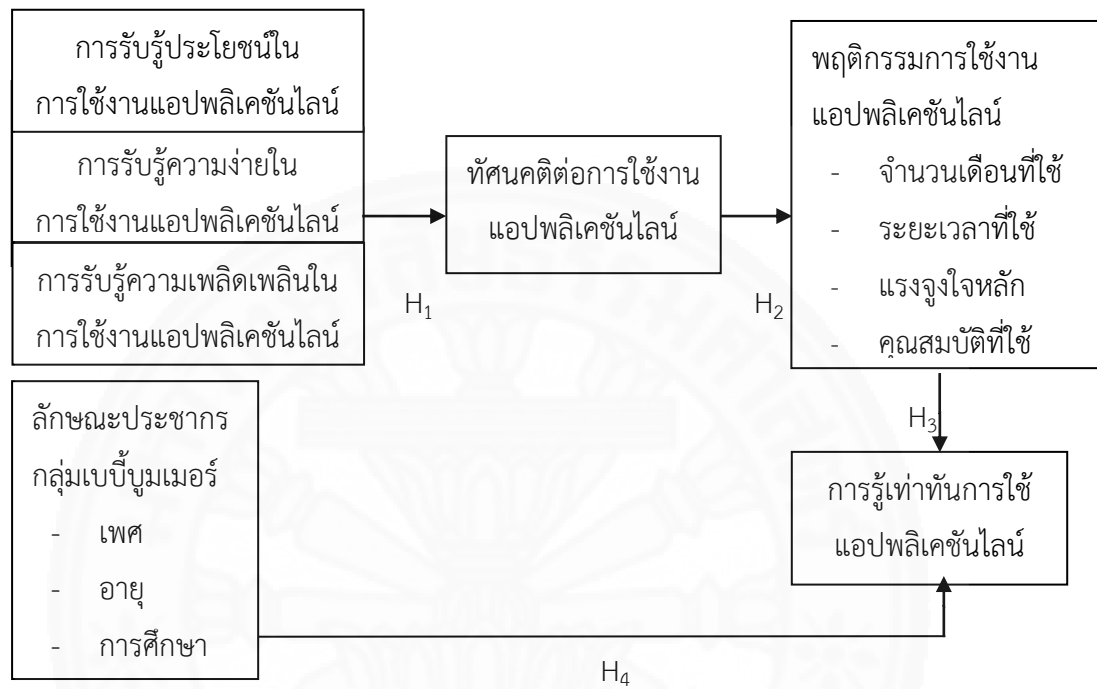 การรับรู้ประโยชน์ใน
การใช้งานแอปพลิเคชันไลน์
การรับรู้ความง่ายใน
การใช้งานแอปพลิเคชันไลน์
การรับรู้ความเพลิดเพลินใน
การใช้งานแอปพลิเคชันไลน์
H1
ทัศนคติต่อการใช้งาน
แอปพลิเคชันไลน์
H2
พฤติกรรมการใช้งาน
แอปพลิเคชันไลน์
- จำนวนเดือนที่ใช้
- ระยะเวลาที่ใช้
- แรงจูงใจหลัก
- คุณสมบัติที่ใช้
H3
ลักษณะประชากร
กลุ่มเบบี้บูมเมอร์
- เพศ
- อายุ
- การศึกษา
การรู้เท่าทันการใช้
แอปพลิเคชันไลน์
H4